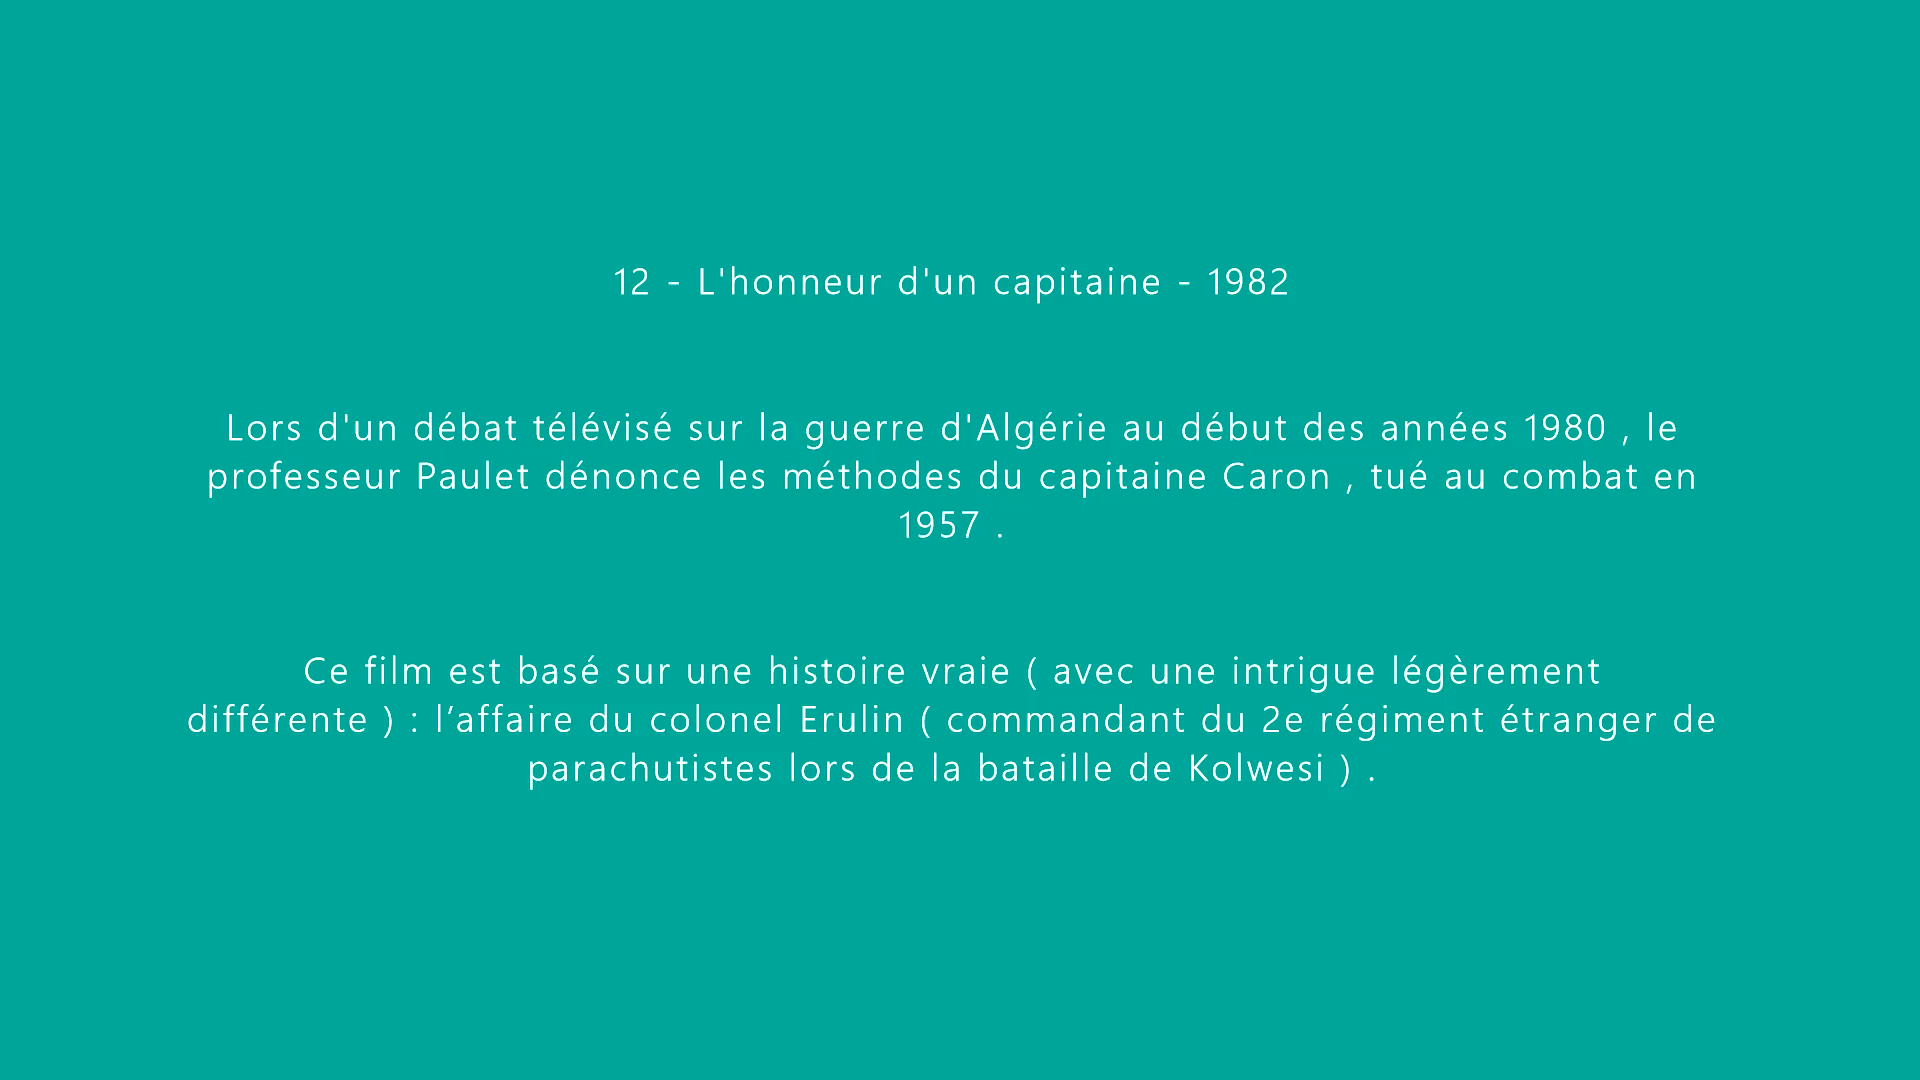 12 - L'honneur d'un capitaine - 1982
Lors d'un débat télévisé sur la guerre d'Algérie au début des années 1980 , le
professeur Paulet dénonce les méthodes du capitaine Caron , tué au combat en
1957 .
Ce film est basé sur une histoire vraie ( avec une intrigue légèrement
différente ) : l’affaire du colonel Erulin ( commandant du 2e régiment étranger de
parachutistes lors de la bataille de Kolwesi ) .